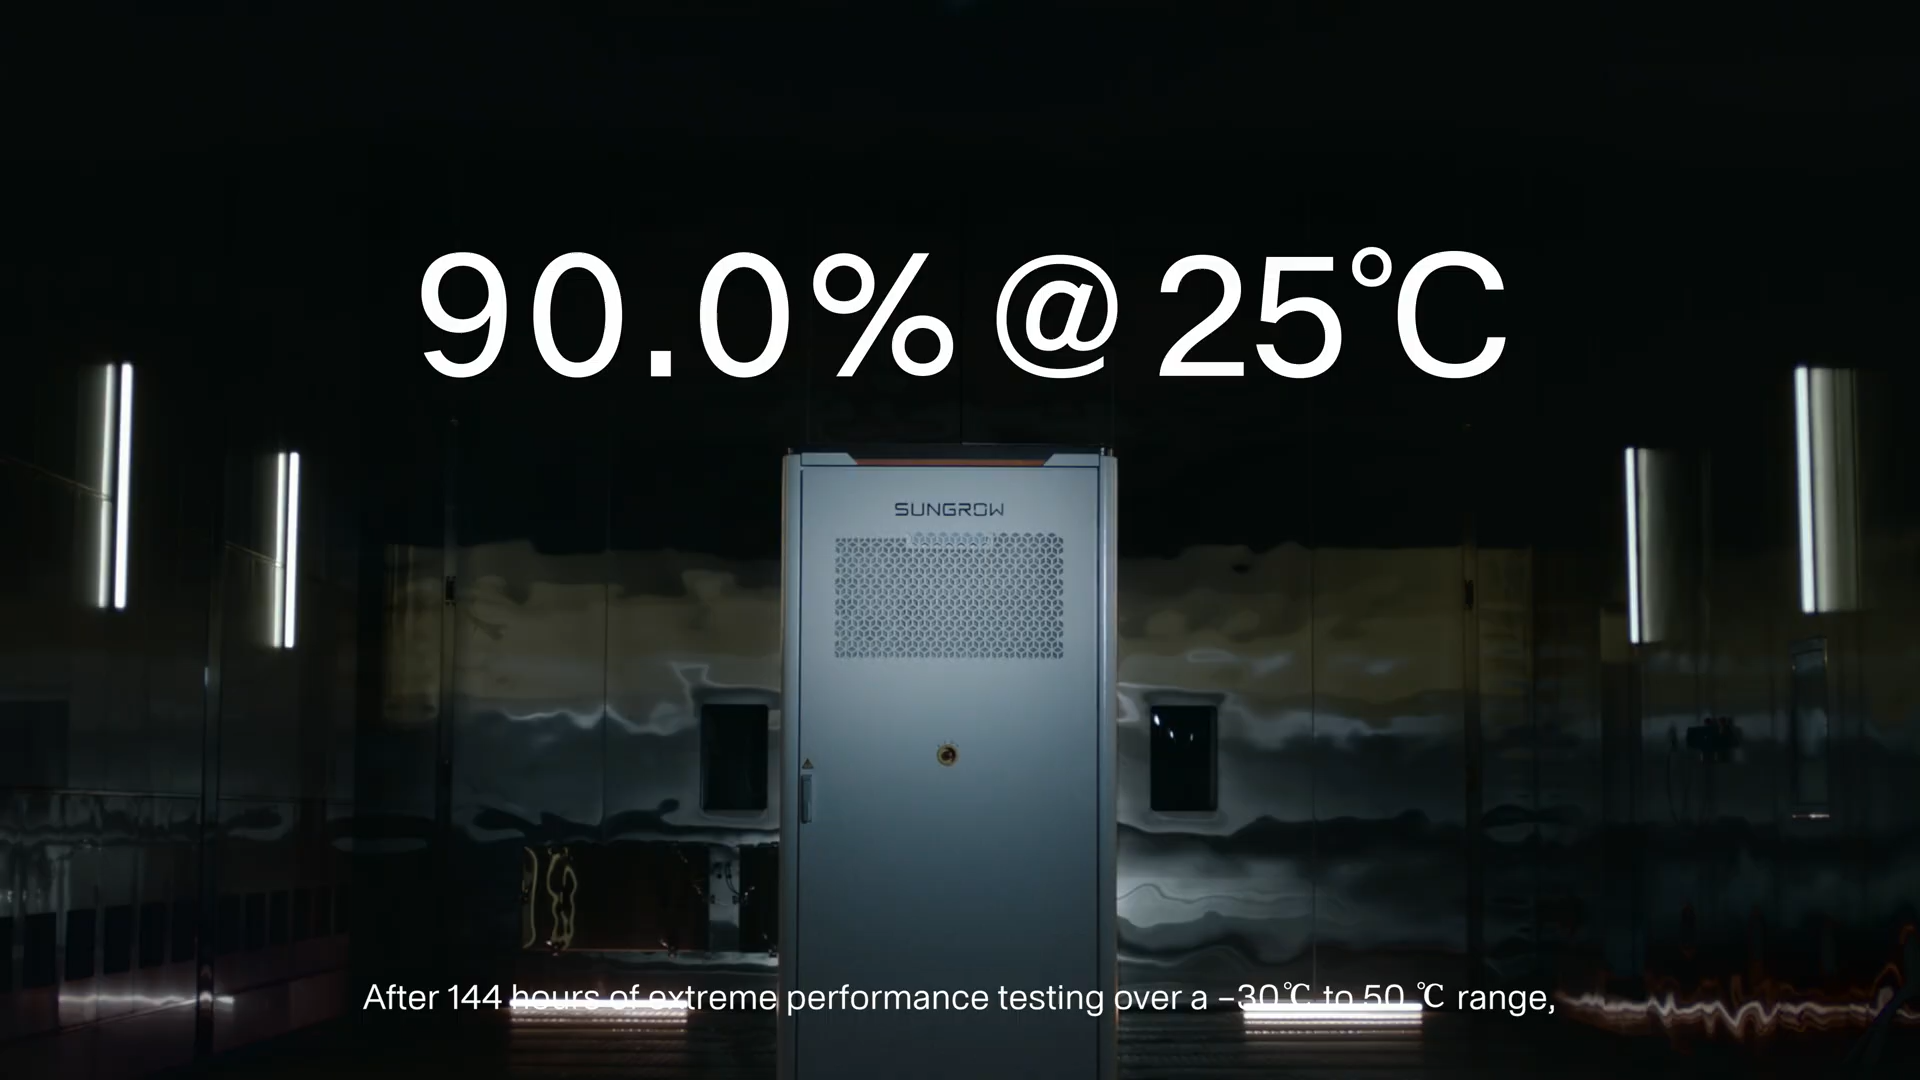 90.0% @ 25℃
SUNGROW
After 144 hours of extreme performance testing over a −30℃ to 50 ℃ range,